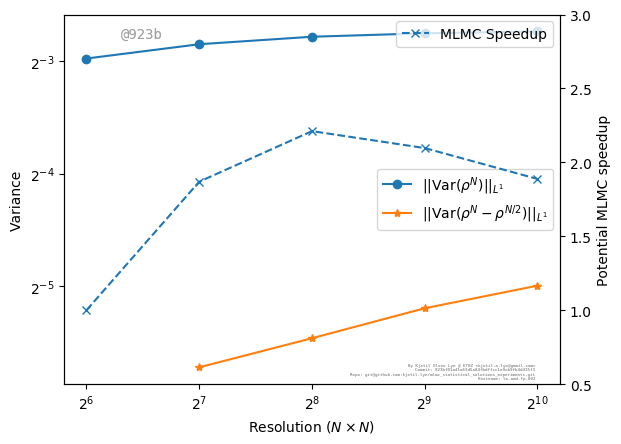 @923b
MLMC Speedup
||Var(ρ^N)||_{L^1}
||Var(ρ^N − ρ^{N/2})||_{L^1}
Variance
2^{-3}
2^{-4}
2^{-5}
Potential MLMC speedup
3.0
2.5
2.0
1.5
1.0
0.5
2^6 2^7 2^8 2^9 2^{10}
Resolution (N × N)